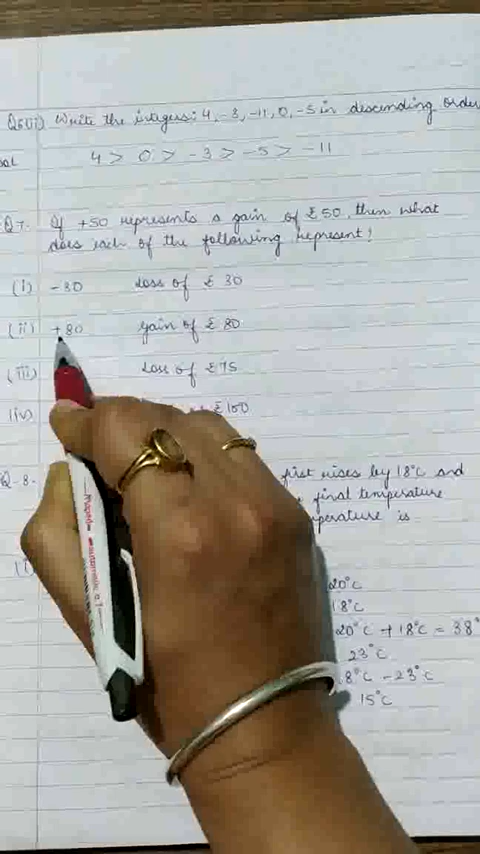 Q6(ii) Write the integers: 4, -3, -11, 0, -5 in descending order
4 > 0 > -3 > -5 > -11
Q7. If +50 represents a gain of ₹50, then what
does each of the following represent?
(i) -30 loss of ₹ 30
(ii) +80 gain of ₹ 80
(iii) loss of ₹ 75
(iv) ₹ 100
Q-8. first rises by 18°C and
final temperature
is
20°C
18°C
20°C + 18°C = 38°
23°C
8°C - 23°C
15°C